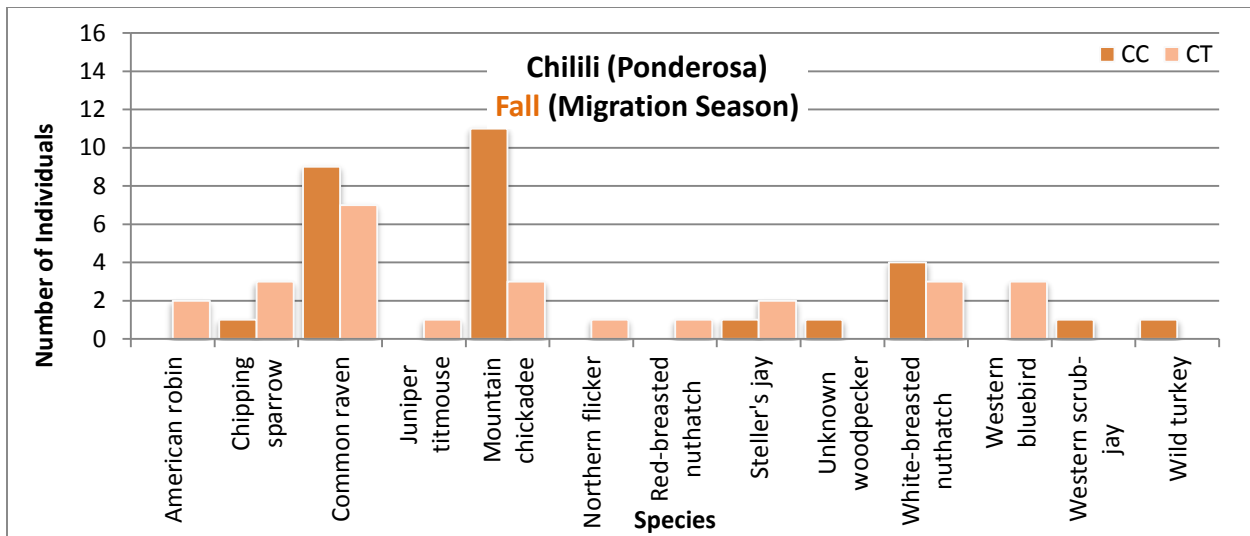 Chilili (Ponderosa)
Fall (Migration Season)
CC
CT
Number of Individuals
16
14
12
10
8
6
4
2
0
American robin
Chipping
sparrow
Common raven
Juniper
titmouse
Mountain
chickadee
Northern flicker
Red-breasted
nuthatch
Steller's jay
Unknown
woodpecker
White-breasted
nuthatch
Western
bluebird
Western scrub-
jay
Wild turkey
Species